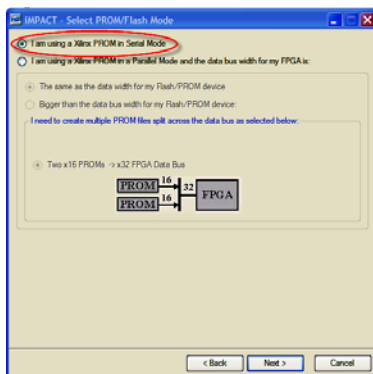 iMPACT - Select PROM/Flash Mode
I am using a Xilinx PROM in Serial Mode
I am using a Xilinx PROM in a Parallel Mode and the data bus width for my FPGA is:
The same as the data width for my Flash/PROM device
Bigger than the data bus width for my Flash/PROM device:
I need to create multiple PROM files split across the data bus as selected below:
Two x16 PROMs -> x32 FPGA Data Bus
PROM 16 32 FPGA
PROM 16
< Back Next > Cancel